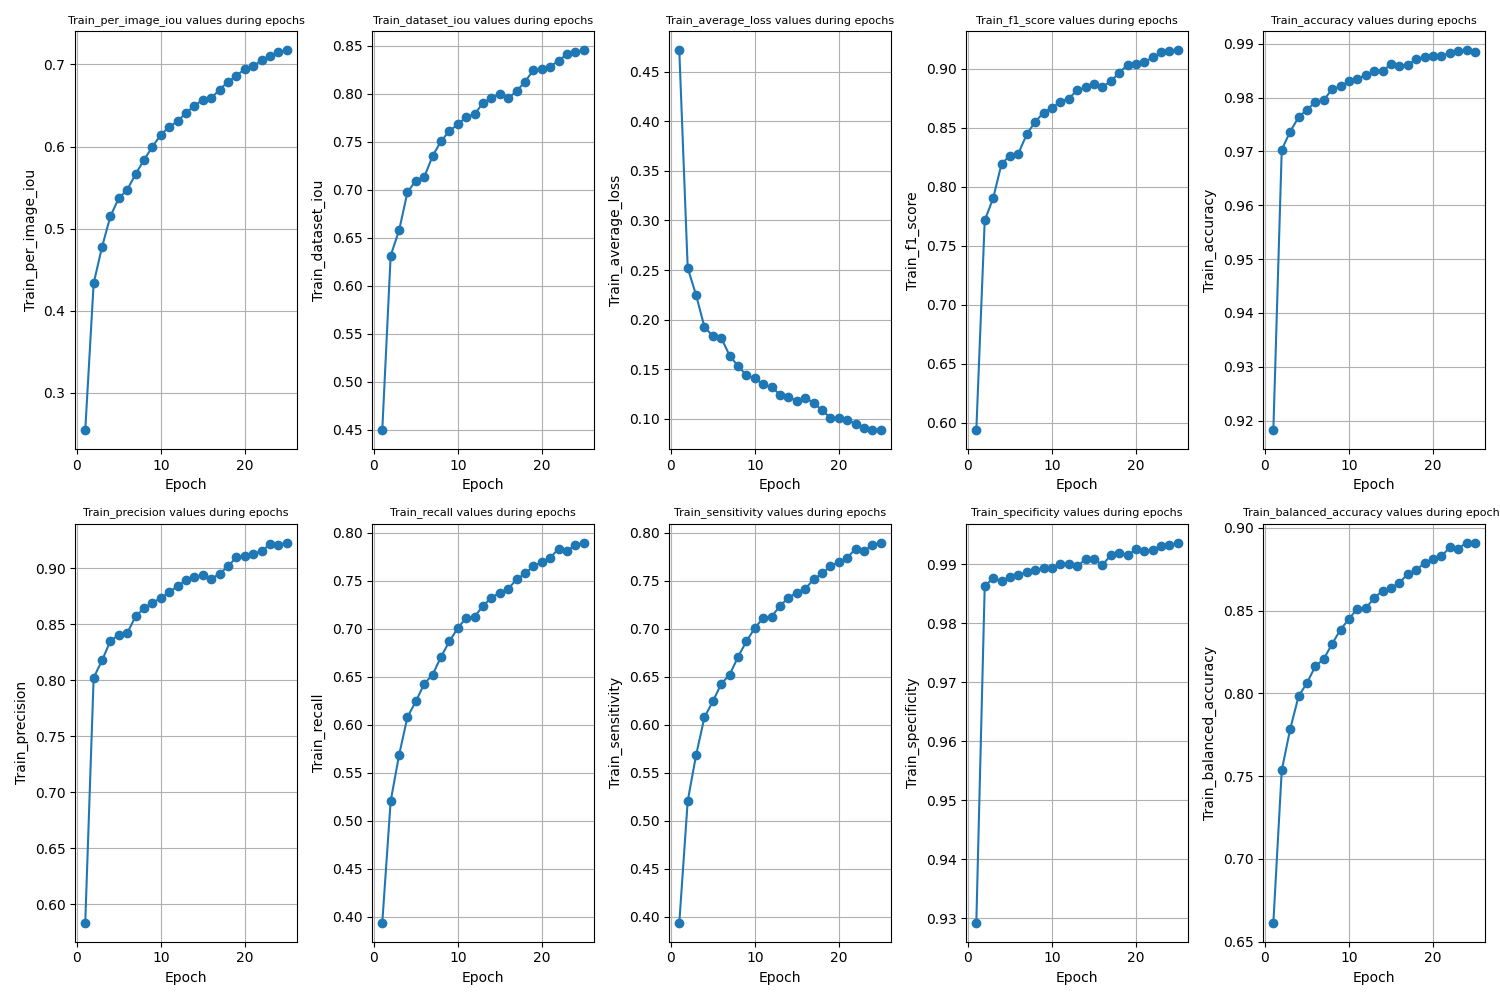 Train_per_image_iou values during epochs
Train_per_image_iou
0.7
0.6
0.5
0.4
0.3
0 10 20
Epoch
Train_dataset_iou values during epochs
Train_dataset_iou
0.85
0.80
0.75
0.70
0.65
0.60
0.55
0.50
0.45
0 10 20
Epoch
Train_average_loss values during epochs
Train_average_loss
0.45
0.40
0.35
0.30
0.25
0.20
0.15
0.10
0 10 20
Epoch
Train_f1_score values during epochs
Train_f1_score
0.90
0.85
0.80
0.75
0.70
0.65
0.60
0 10 20
Epoch
Train_accuracy values during epochs
Train_accuracy
0.99
0.98
0.97
0.96
0.95
0.94
0.93
0.92
0 10 20
Epoch
Train_precision values during epochs
Train_precision
0.90
0.85
0.80
0.75
0.70
0.65
0.60
0 10 20
Epoch
Train_recall values during epochs
Train_recall
0.80
0.75
0.70
0.65
0.60
0.55
0.50
0.45
0.40
0 10 20
Epoch
Train_sensitivity values during epochs
Train_sensitivity
0.80
0.75
0.70
0.65
0.60
0.55
0.50
0.45
0.40
0 10 20
Epoch
Train_specificity values during epochs
Train_specificity
0.99
0.98
0.97
0.96
0.95
0.94
0.93
0 10 20
Epoch
Train_balanced_accuracy values during epoch
Train_balanced_accuracy
0.90
0.85
0.80
0.75
0.70
0.65
0 10 20
Epoch